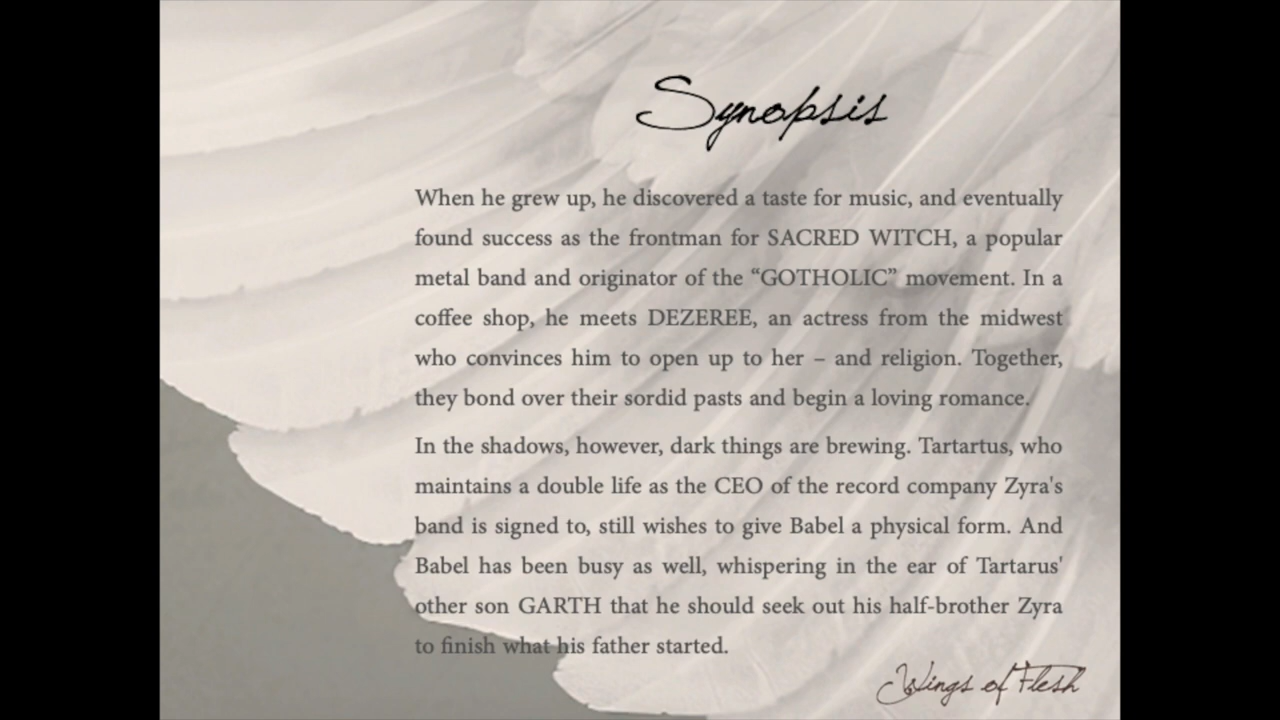 Synopsis
When he grew up, he discovered a taste for music, and eventually
found success as the frontman for SACRED WITCH, a popular
metal band and originator of the “GOTHOLIC” movement. In a
coffee shop, he meets DEZEREE, an actress from the midwest
who convinces him to open up to her – and religion. Together,
they bond over their sordid pasts and begin a loving romance.
In the shadows, however, dark things are brewing. Tartartus, who
maintains a double life as the CEO of the record company Zyra's
band is signed to, still wishes to give Babel a physical form. And
Babel has been busy as well, whispering in the ear of Tartarus'
other son GARTH that he should seek out his half-brother Zyra
to finish what his father started.
Wings of Flesh